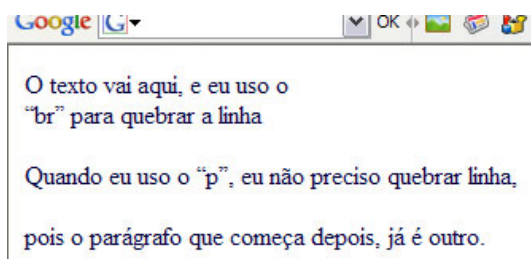 Google G
OK
O texto vai aqui, e eu uso o
“br” para quebrar a linha
Quando eu uso o “p”, eu não preciso quebrar linha,
pois o parágrafo que começa depois, já é outro.